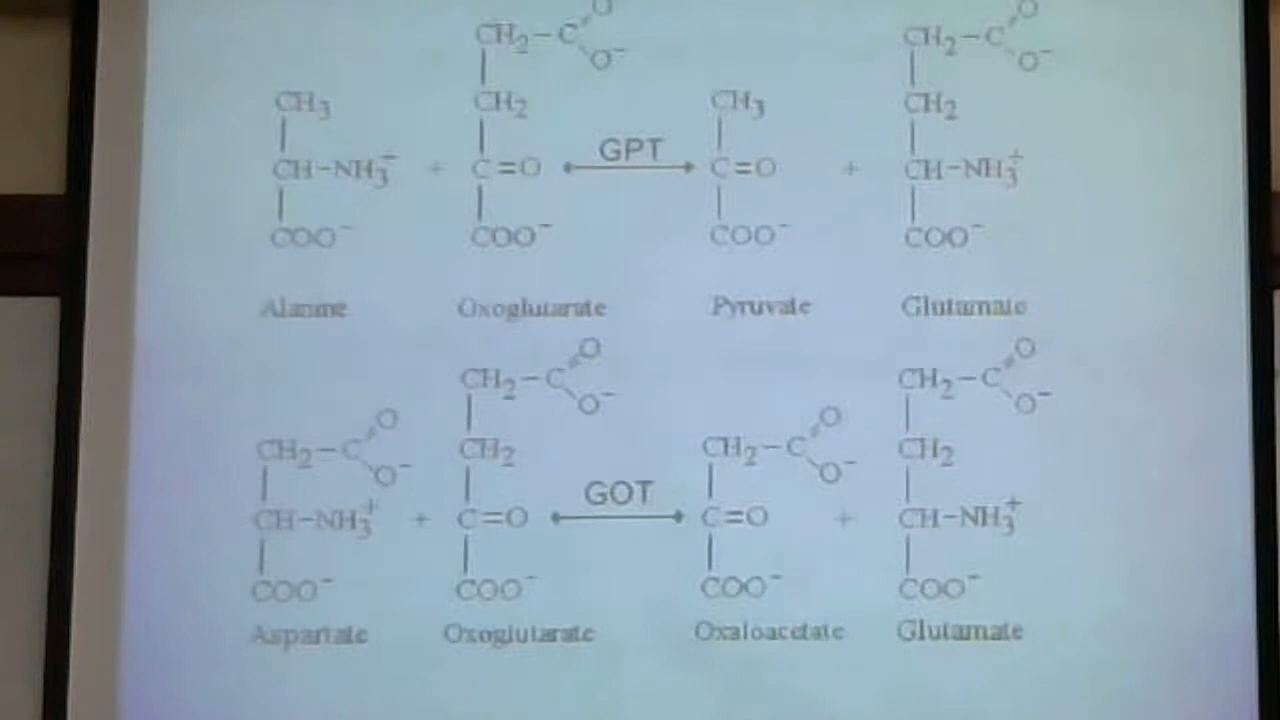 CH₂-C O O⁻ CH₂-C O O⁻
CH₃ CH₂ CH₃ CH₂
CH-NH₃⁻ + C=O GPT C=O + CH-NH₃⁺
COO⁻ COO⁻ COO⁻ COO⁻
Alanine Oxoglutarate Pyruvate Glutamate
CH₂-C O O⁻ CH₂-C O O⁻
CH₂-C O O⁻ CH₂ CH₂-C O O⁻ CH₂
CH-NH₃⁺ + C=O GOT C=O + CH-NH₃⁺
COO⁻ COO⁻ COO⁻ COO⁻
Aspartate Oxoglutarate Oxaloacetate Glutamate